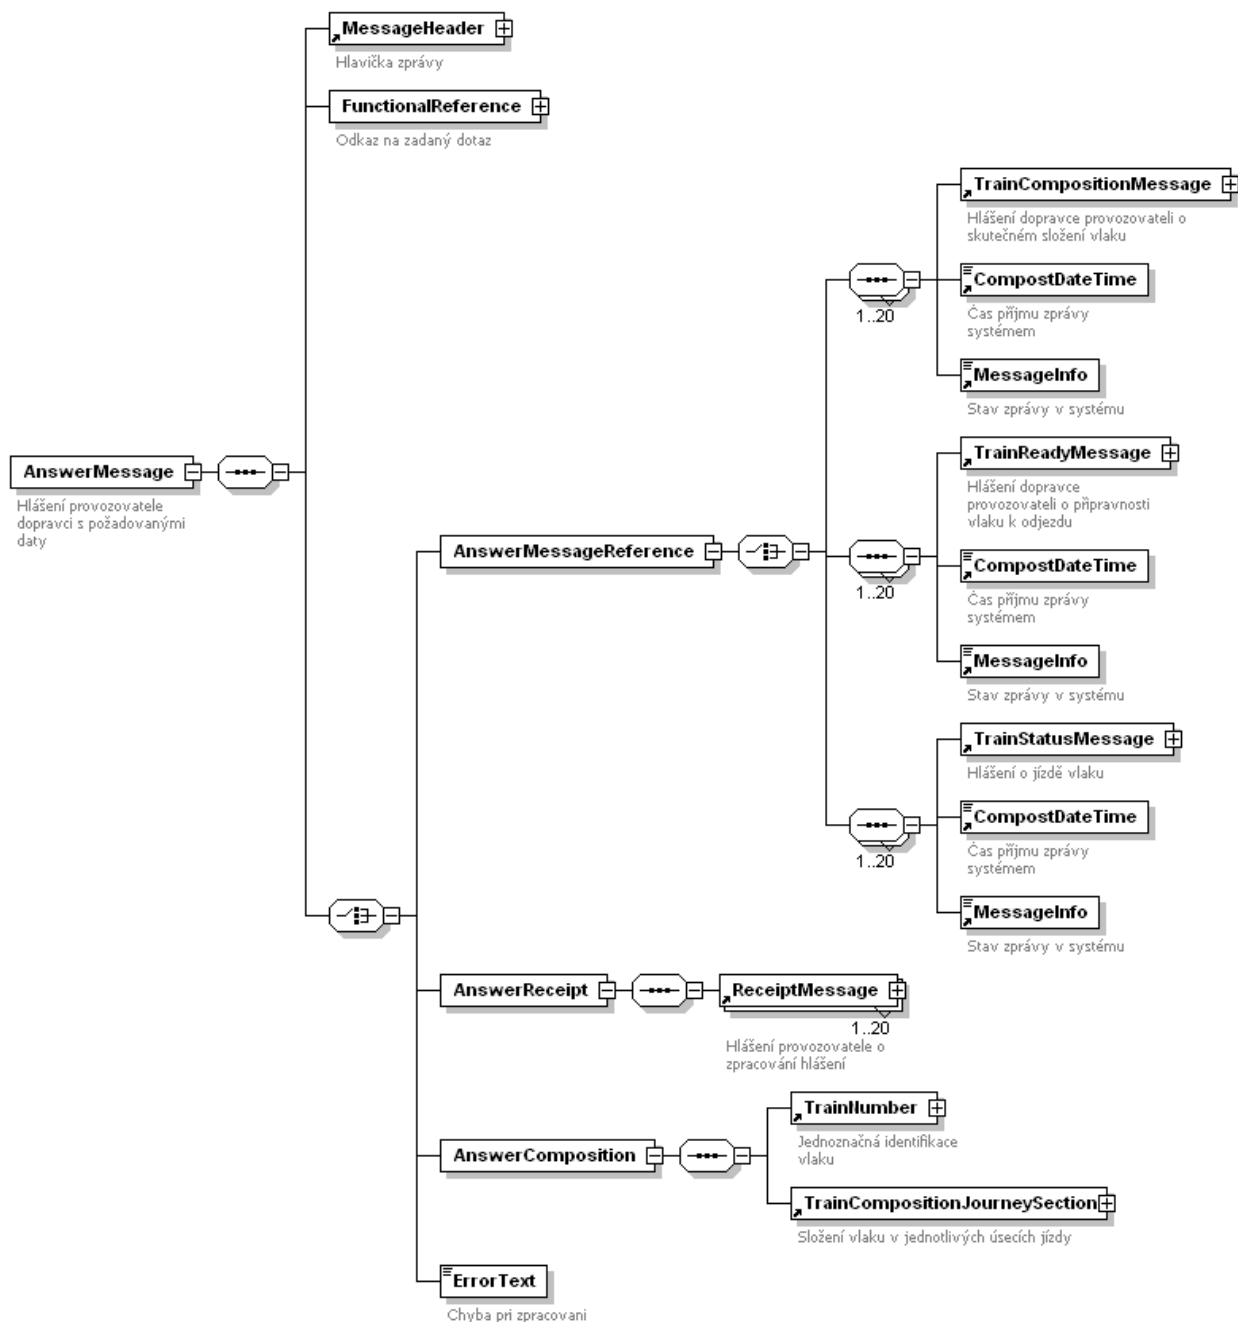 MessageHeader
Hlavička zprávy
FunctionalReference
Odkaz na zadaný dotaz
TrainCompositionMessage
Hlášení dopravce provozovateli o
skutečném složení vlaku
CompostDateTime
Čas příjmu zprávy
systémem
1..20
MessageInfo
Stav zprávy v systému
AnswerMessage
Hlášení provozovatele
dopravci s požadovanými
daty
AnswerMessageReference
TrainReadyMessage
Hlášení dopravce
provozovateli o připravnosti
vlaku k odjezdu
CompostDateTime
Čas příjmu zprávy
systémem
1..20
MessageInfo
Stav zprávy v systému
TrainStatusMessage
Hlášení o jízdě vlaku
CompostDateTime
Čas příjmu zprávy
systémem
1..20
MessageInfo
Stav zprávy v systému
AnswerReceipt
ReceiptMessage
1..20
Hlášení provozovatele o
zpracování hlášení
AnswerComposition
TrainNumber
Jednoznačná identifikace
vlaku
TrainCompositionJourneySection
Složení vlaku v jednotlivých úsecích jízdy
ErrorText
Chyba pri zpracovani